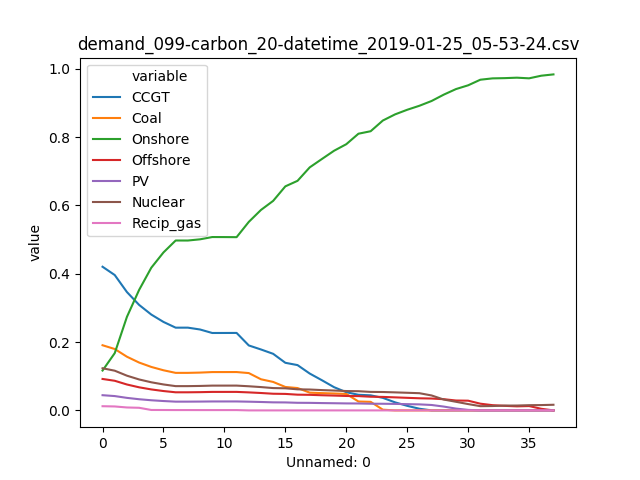 demand_099-carbon_20-datetime_2019-01-25_05-53-24.csv
variable
CCGT
Coal
Onshore
Offshore
PV
Nuclear
Recip_gas
value
1.0
0.8
0.6
0.4
0.2
0.0
0 5 10 15 20 25 30 35
Unnamed: 0